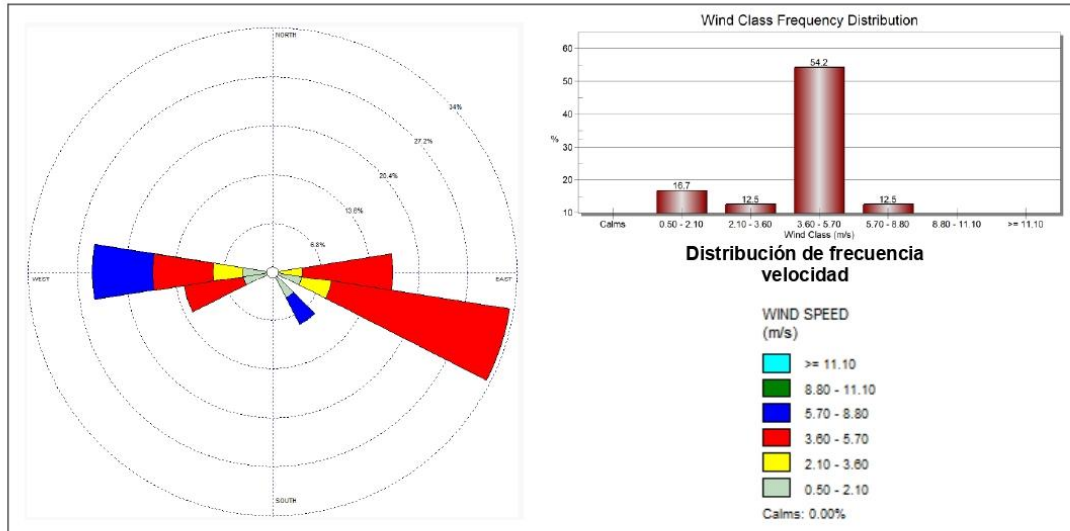 NORTH
34%
27.2%
20.4%
13.6%
6.8%
WEST
EAST
SOUTH
Wind Class Frequency Distribution
60
50
40
30
20
10
%
16.7
12.5
54.2
12.5
Calms
0.50 - 2.10
2.10 - 3.60
3.60 - 5.70
5.70 - 8.80
8.80 - 11.10
>= 11.10
Wind Class (m/s)
Distribución de frecuencia
velocidad
WIND SPEED
(m/s)
>= 11.10
8.80 - 11.10
5.70 - 8.80
3.60 - 5.70
2.10 - 3.60
0.50 - 2.10
Calms: 0.00%